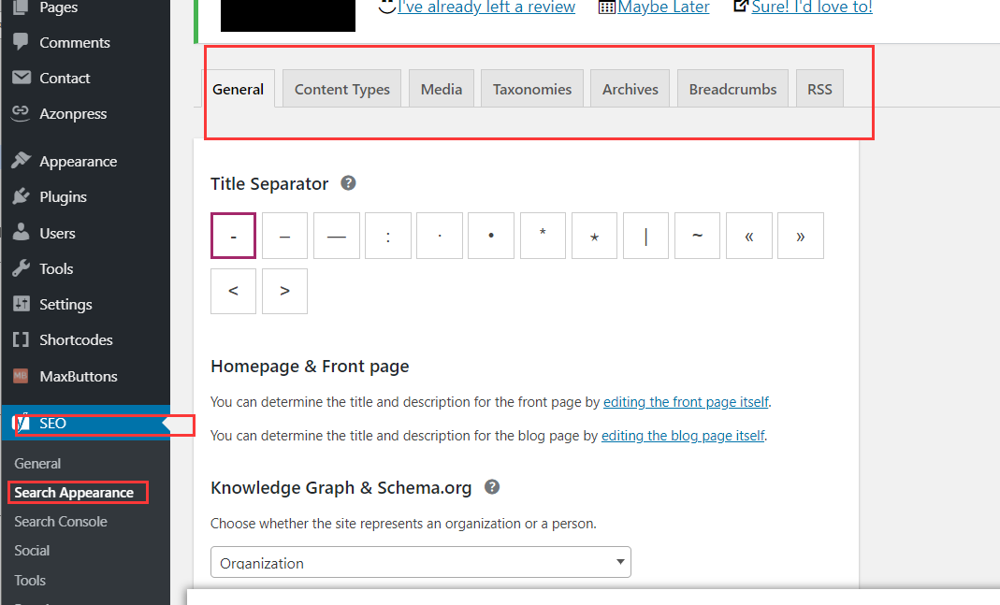 Pages
Comments
Contact
Azonpress
Appearance
Plugins
Users
Tools
Settings
Shortcodes
MB MaxButtons
SEO
General
Search Appearance
Search Console
Social
Tools
I've already left a review Maybe Later Sure! I'd love to!
General Content Types Media Taxonomies Archives Breadcrumbs RSS
Title Separator ?
- – — : · • * ⋆ | ~ « »
< >
Homepage & Front page
You can determine the title and description for the front page by editing the front page itself.
You can determine the title and description for the blog page by editing the blog page itself.
Knowledge Graph & Schema.org ?
Choose whether the site represents an organization or a person.
Organization